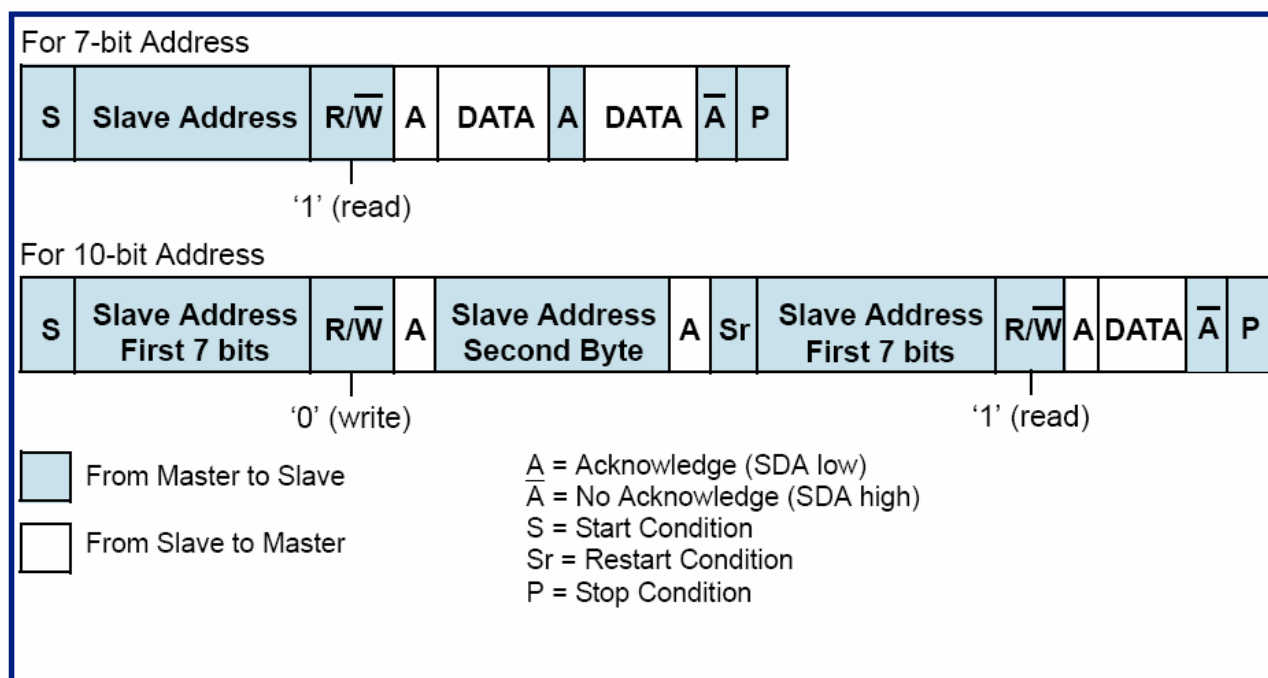 For 7-bit Address
S Slave Address R/W̅ A DATA A DATA A̅ P
‘1’ (read)
For 10-bit Address
S Slave Address First 7 bits R/W̅ A Slave Address Second Byte A Sr Slave Address First 7 bits R/W̅ A DATA A̅ P
‘0’ (write) ‘1’ (read)
From Master to Slave
From Slave to Master
A = Acknowledge (SDA low)
A̅ = No Acknowledge (SDA high)
S = Start Condition
Sr = Restart Condition
P = Stop Condition